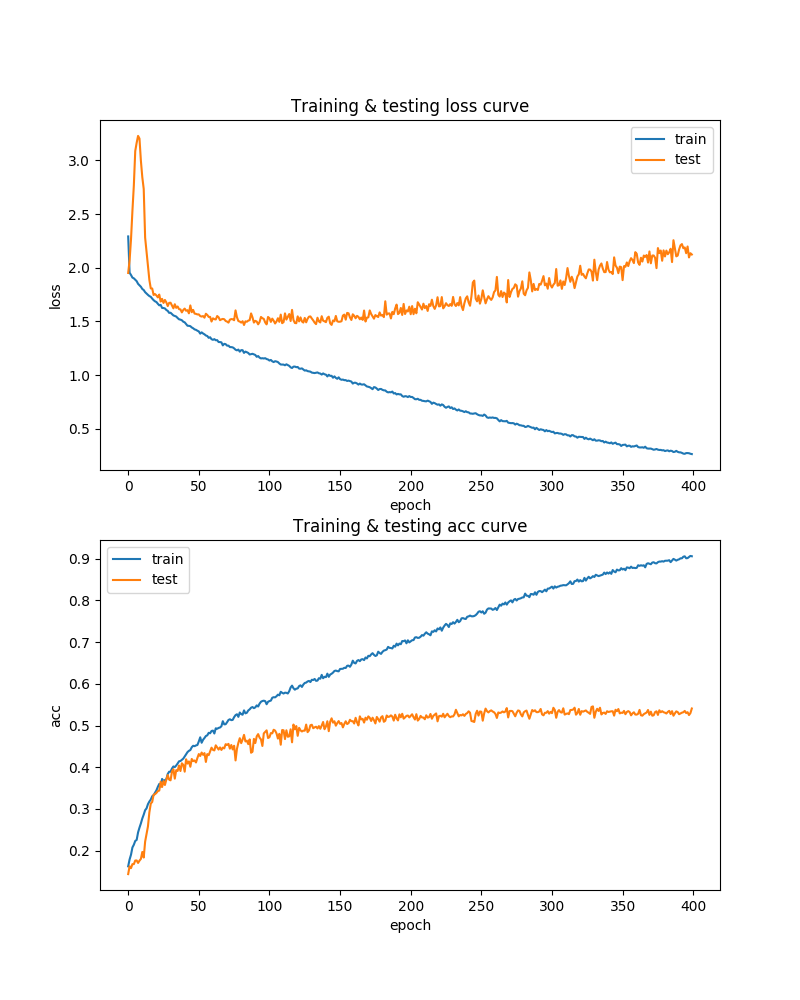 Training & testing loss curve
train
test
3.0
2.5
2.0
1.5
1.0
0.5
loss
0 50 100 150 200 250 300 350 400
epoch
Training & testing acc curve
train
test
0.9
0.8
0.7
0.6
0.5
0.4
0.3
0.2
acc
0 50 100 150 200 250 300 350 400
epoch